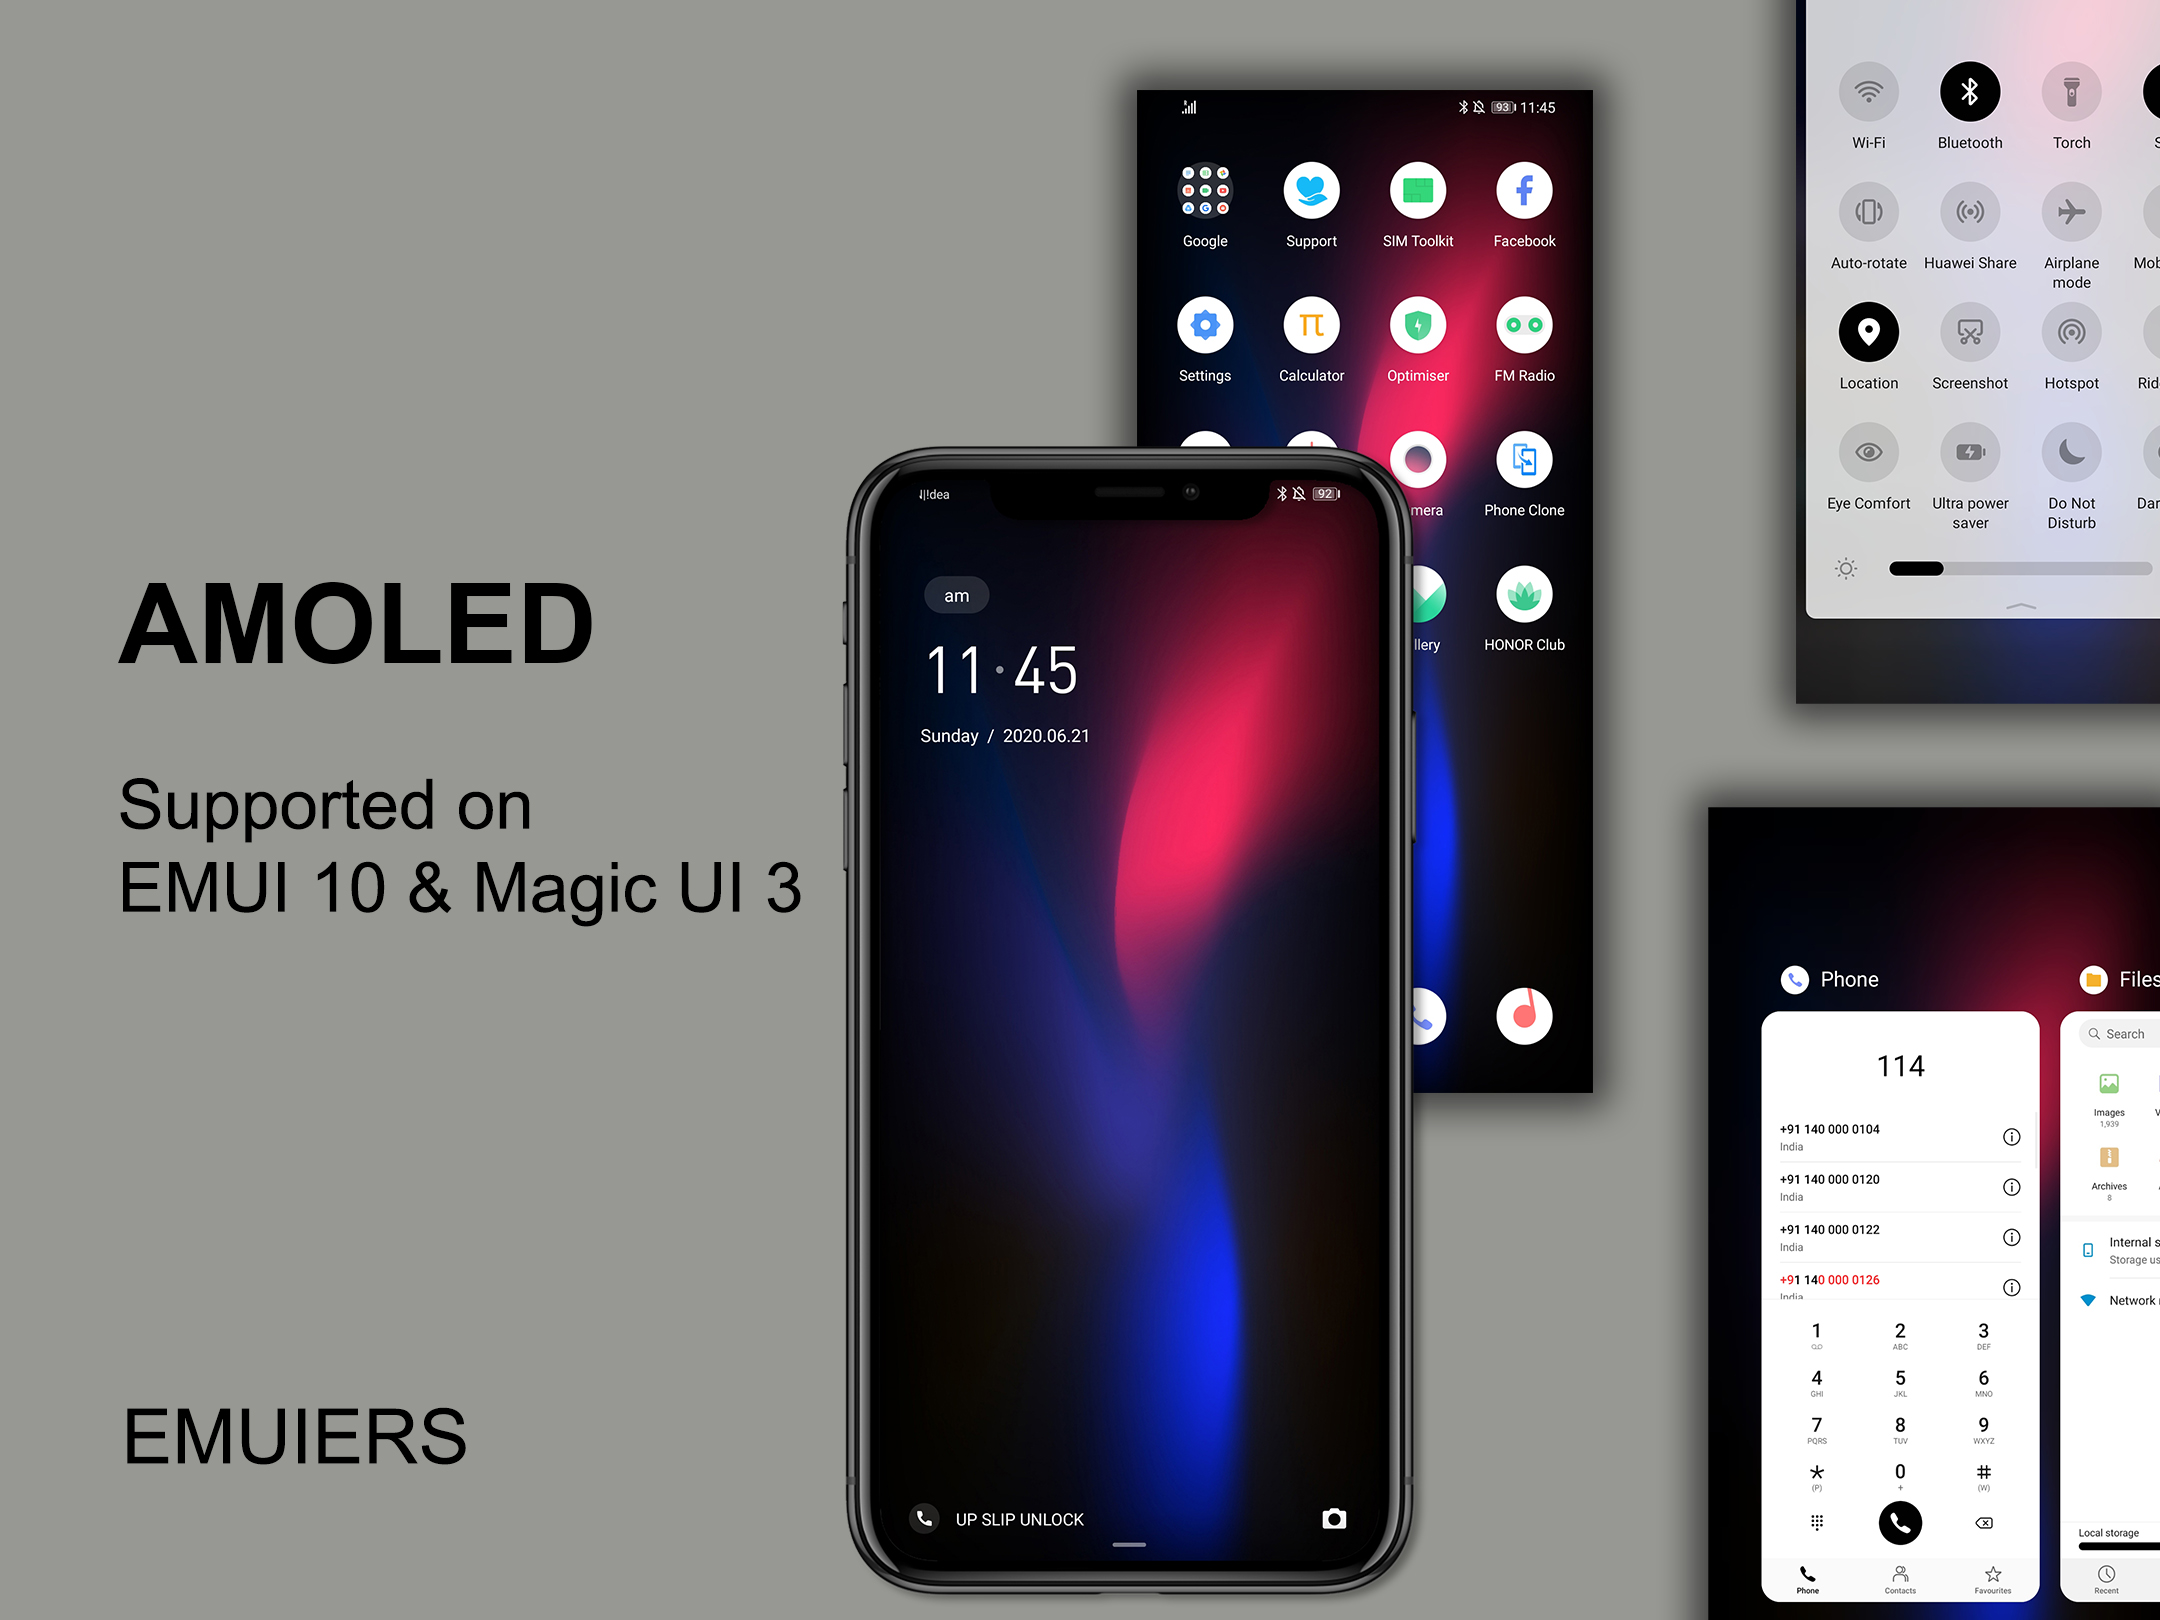 AMOLED
Supported on
EMUI 10 & Magic UI 3
EMUIERS
93 11:45
Google Support SIM Toolkit Facebook
Settings Calculator Optimiser FM Radio
mera Phone Clone
llery HONOR Club
!dea
92
am
11·45
Sunday / 2020.06.21
UP SLIP UNLOCK
Wi-Fi Bluetooth Torch S
Auto-rotate Huawei Share Airplane mode Mob
Location Screenshot Hotspot Rid
Eye Comfort Ultra power saver Do Not Disturb Dar
Phone
114
+91 140 000 0104
India
+91 140 000 0120
India
+91 140 000 0122
India
+91 140 000 0126
India
1 2 ABC 3 DEF
4 GHI 5 JKL 6 MNO
7 PQRS 8 TUV 9 WXYZ
* (P) 0 + # (W)
Phone Contacts Favourites
Files
Search
Images
1,939
Archives
8
Internal s
Storage us
Network
Local storage
Recent